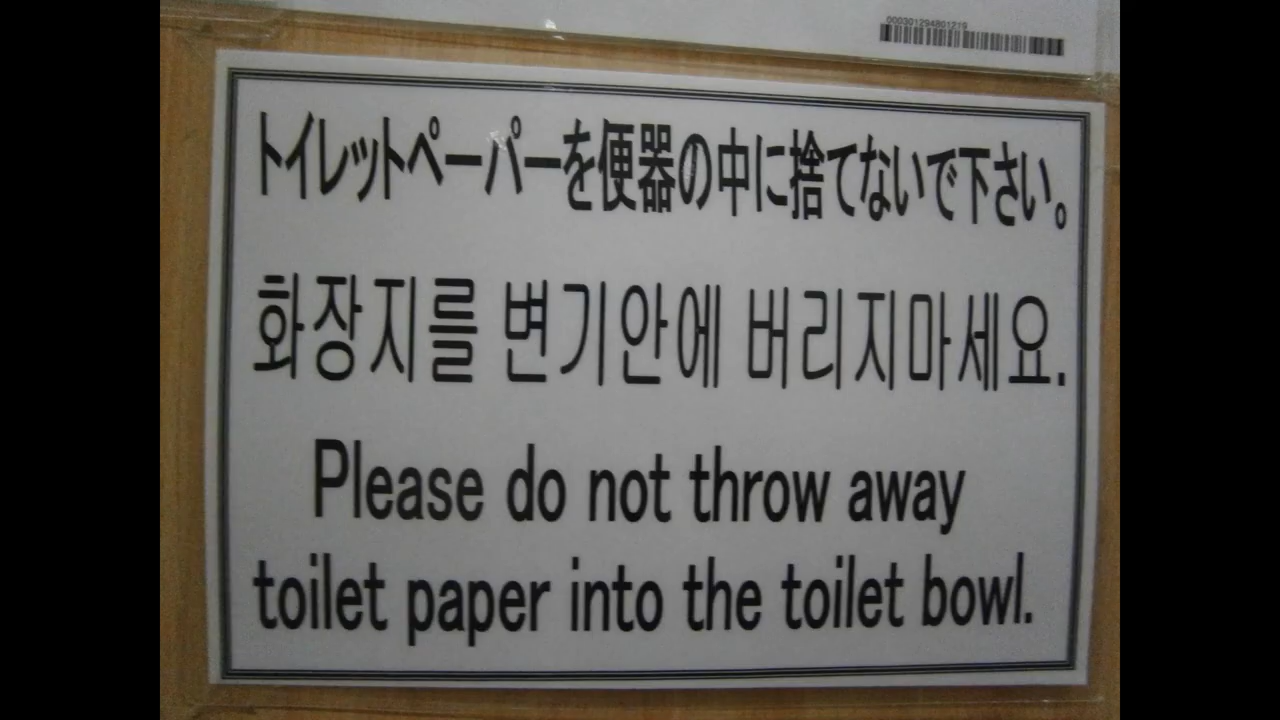 000301294801219
トイレットペーパーを便器の中に捨てないで下さい。
화장지를 변기안에 버리지마세요.
Please do not throw away
toilet paper into the toilet bowl.